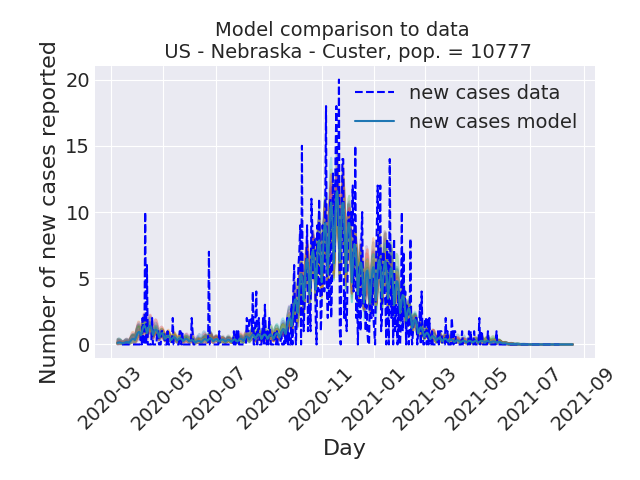 Model comparison to data
US - Nebraska - Custer, pop. = 10777
new cases data
new cases model
Number of new cases reported
20
15
10
5
0
2020-03
2020-05
2020-07
2020-09
2020-11
2021-01
2021-03
2021-05
2021-07
2021-09
Day